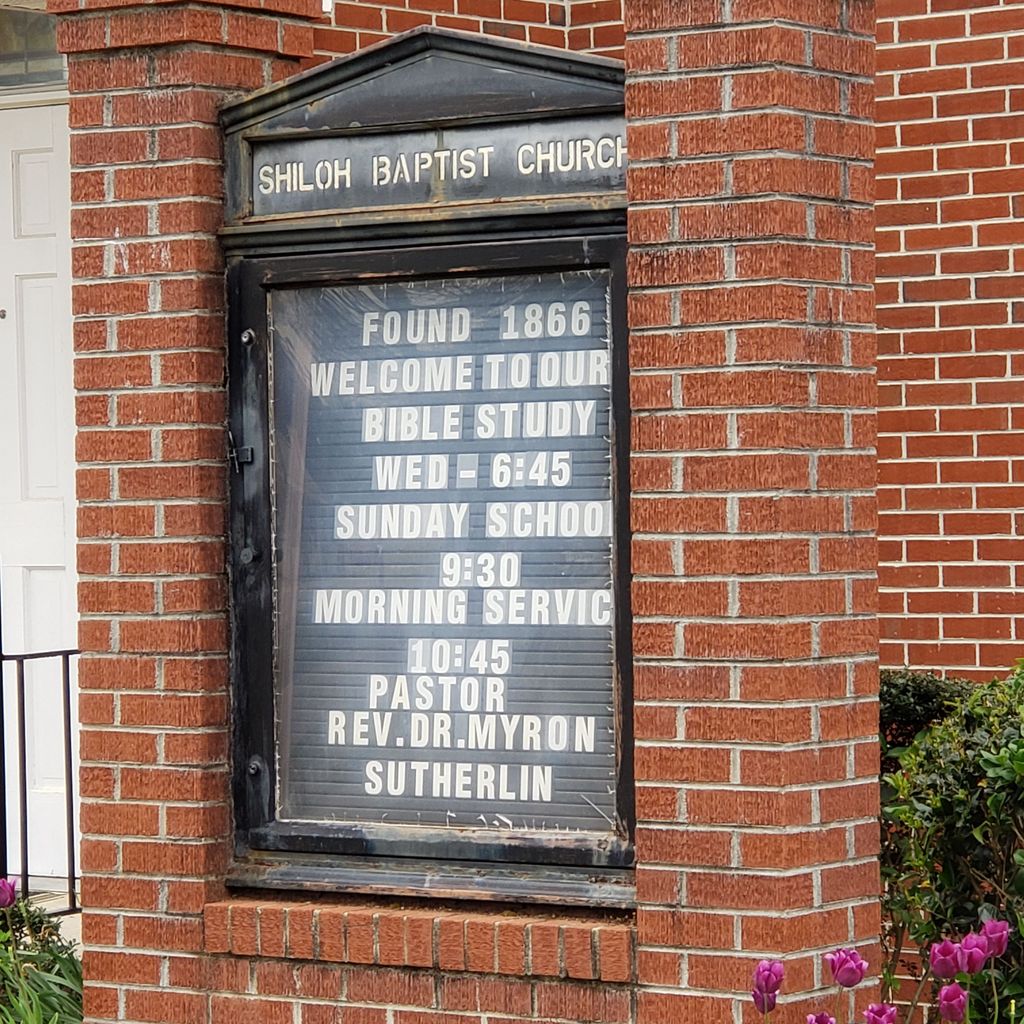 SHILOH BAPTIST CHURCH
FOUND 1866
WELCOME TO OUR
BIBLE STUDY
WED - 6:45
SUNDAY SCHOO
9:30
MORNING SERVIC
10:45
PASTOR
REV. DR. MYRON
SUTHERLIN